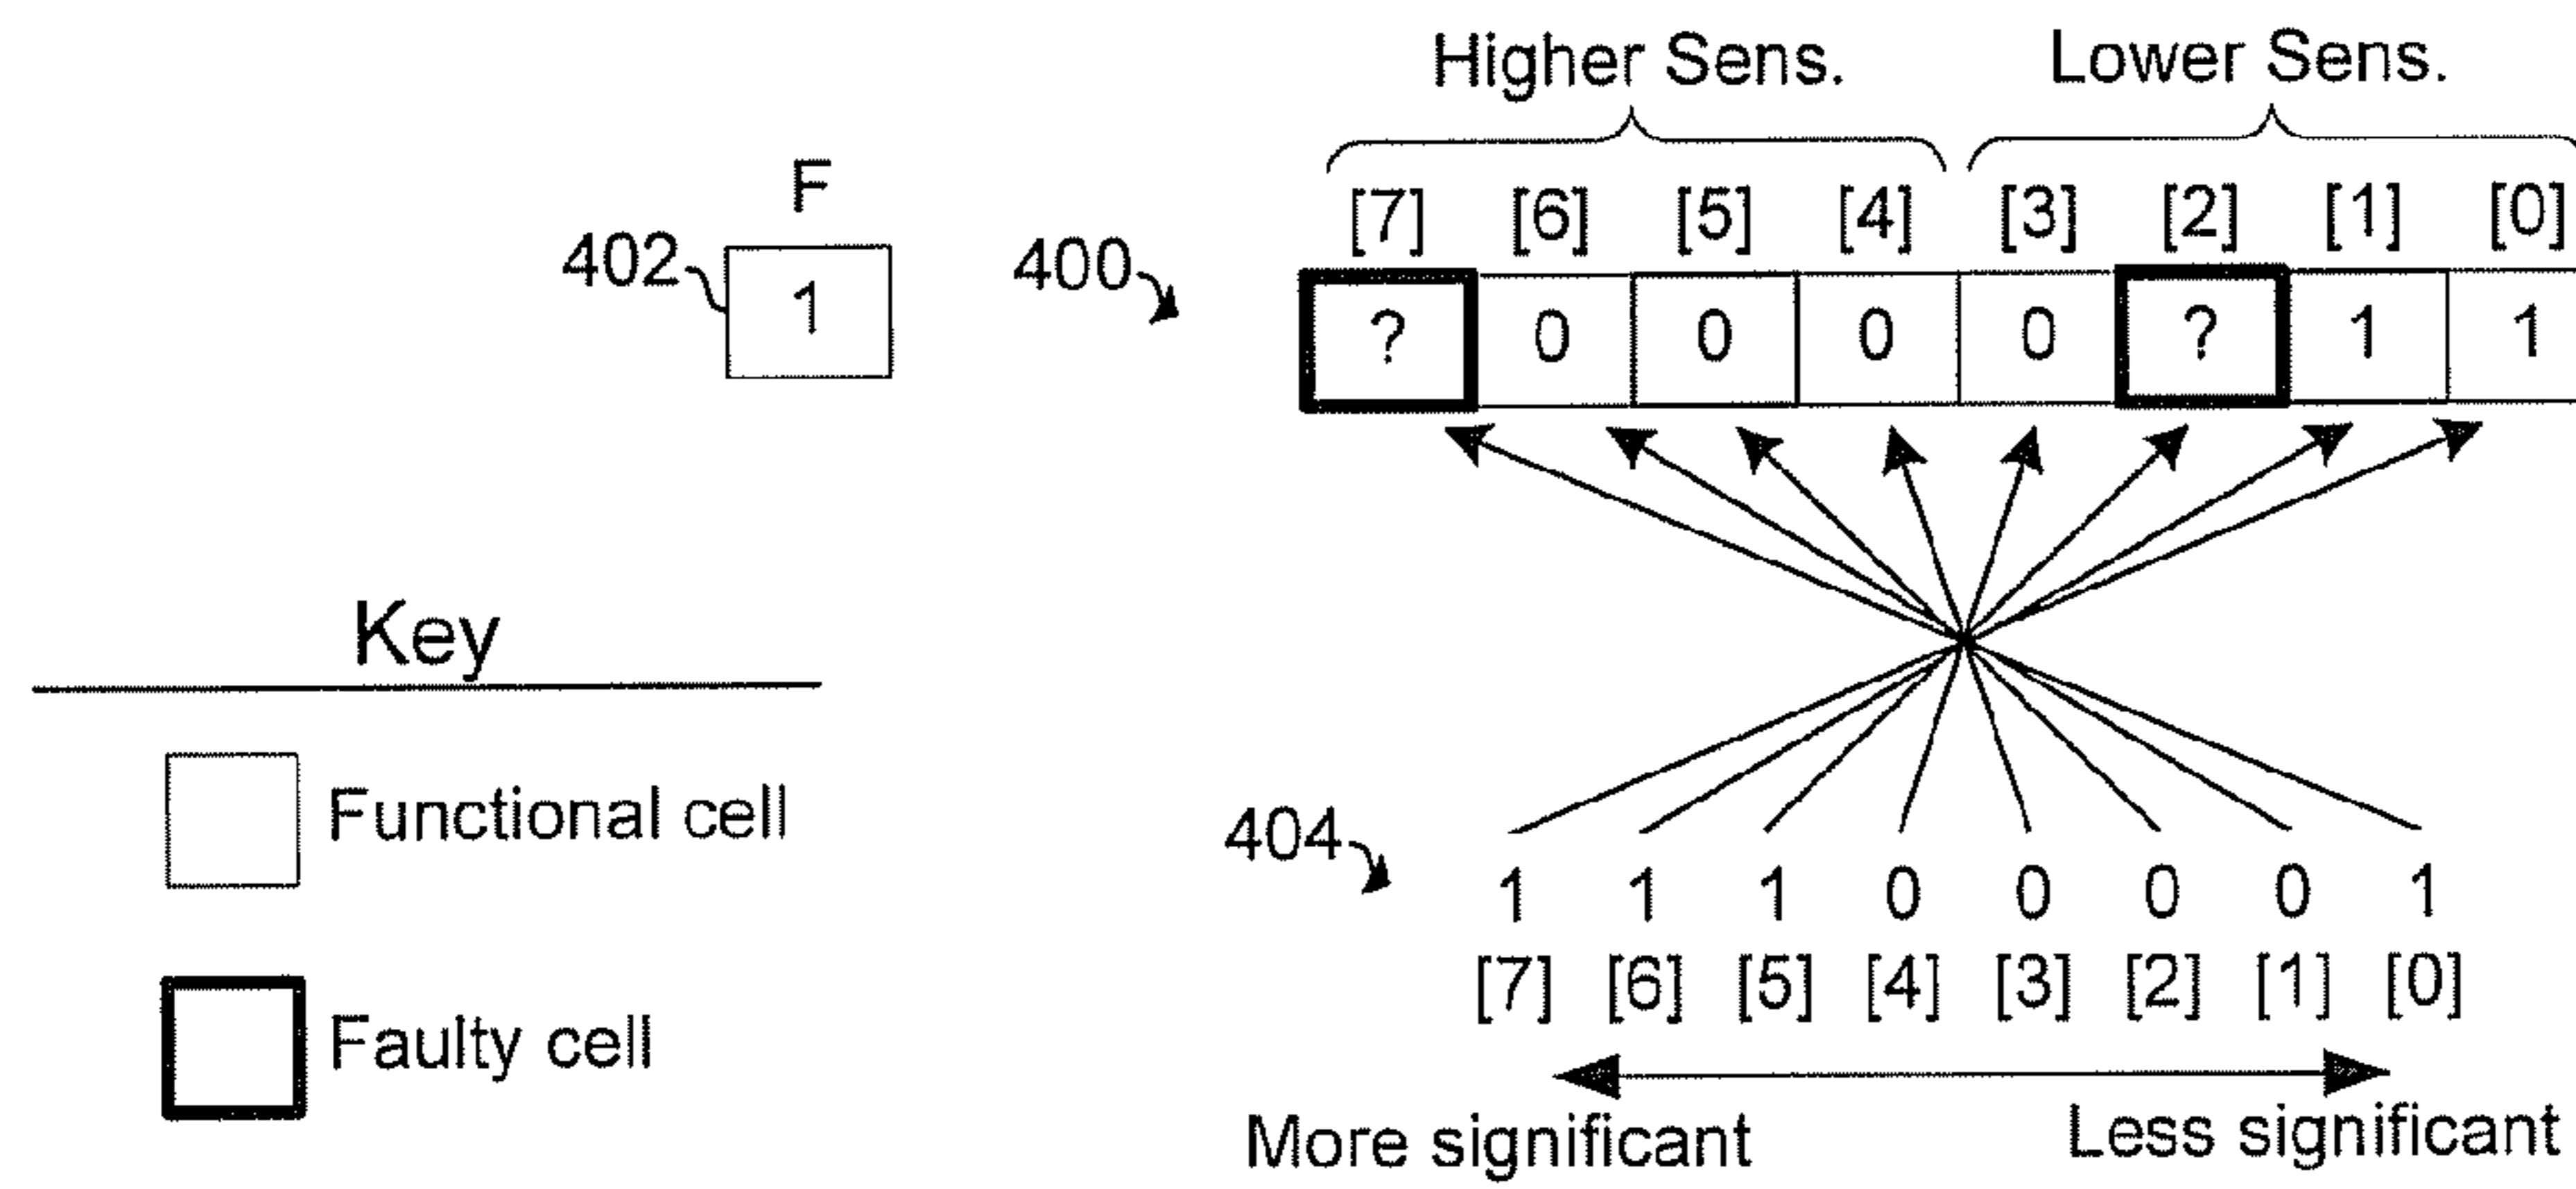 Higher Sens. Lower Sens.
F
402 1
400
[7] [6] [5] [4] [3] [2] [1] [0]
? 0 0 0 0 ? 1 1
Key
Functional cell
Faulty cell
404
1 1 1 0 0 0 0 1
[7] [6] [5] [4] [3] [2] [1] [0]
More significant Less significant